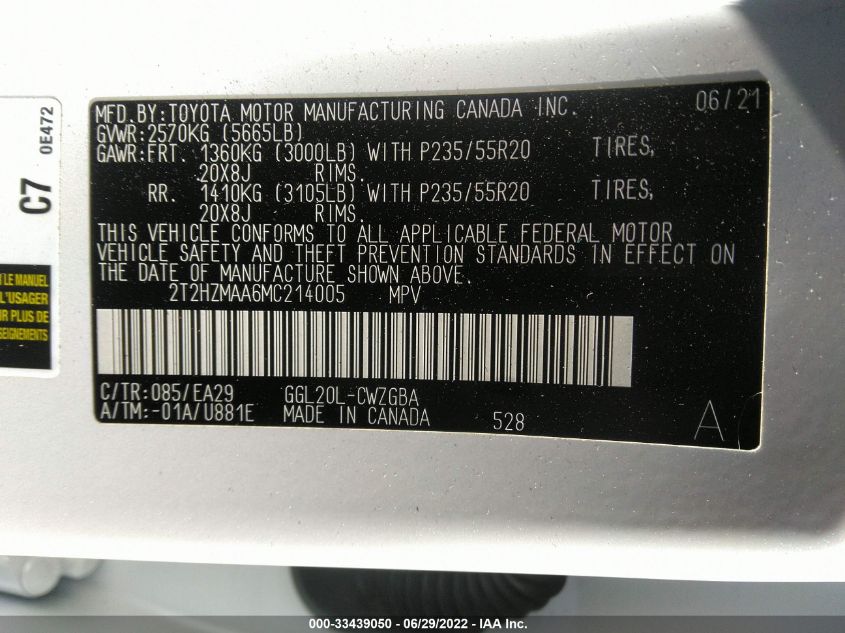 MFD.BY:TOYOTA MOTOR MANUFACTURING CANADA INC. 06/21
GVWR:2570KG (5665LB)
GAWR:FRT. 1360KG (3000LB) WITH P235/55R20 TIRES,
20X8J RIMS.
RR. 1410KG (3105LB) WITH P235/55R20 TIRES,
20X8J RIMS.
THIS VEHICLE CONFORMS TO ALL APPLICABLE FEDERAL MOTOR
VEHICLE SAFETY AND THEFT PREVENTION STANDARDS IN EFFECT ON
THE DATE OF MANUFACTURE SHOWN ABOVE.
2T2HZMAA6MC214005 MPV
C/TR:085/EA29 GGL20L-CWZGBA
A/TM:-01A/U881E MADE IN CANADA 528 A
C7 0E472
LE MANUEL
L'USAGER
UR PLUS DE
SEIGNEMENTS
000-33439050 - 06/29/2022 - IAA Inc.